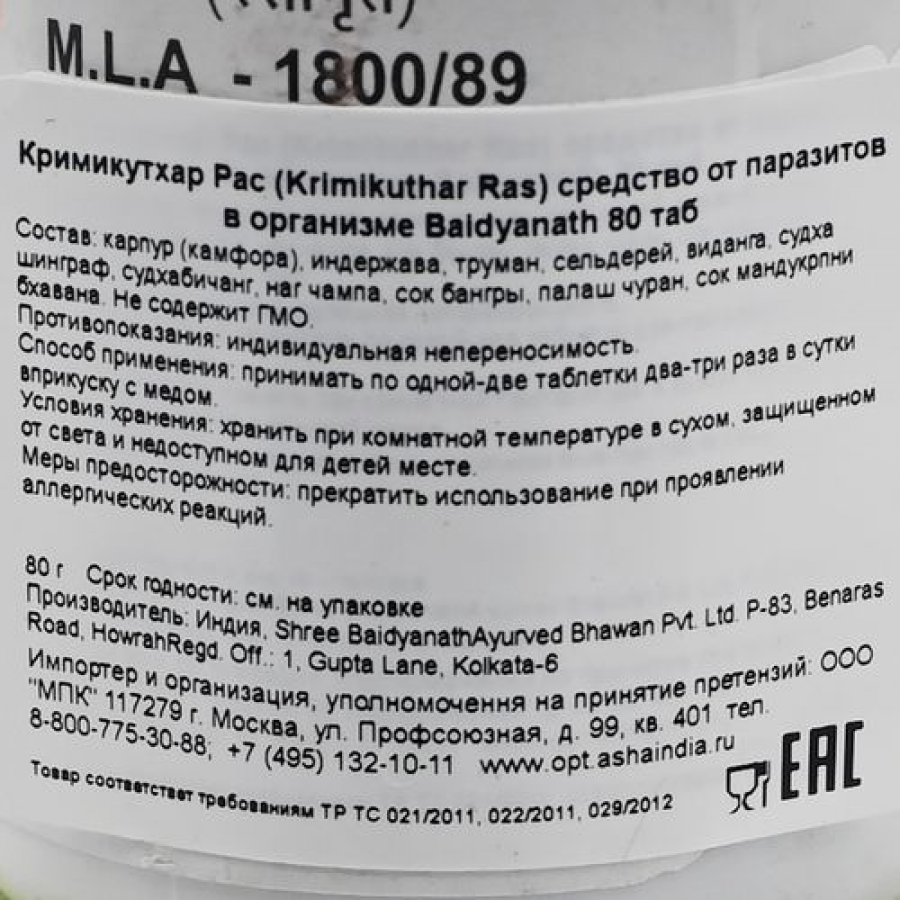 M.L.A - 1800/89
Кримикутхар Рас (Krimikuthar Ras) средство от паразитов
в организме Baidyanath 80 таб
Состав: карпур (камфора), индержава, труман, сельдерей, виданга, судха
шинграф, судхабичанг, наг чампа, сок бангры, палаш чуран, сок мандукрпни
бхавана. Не содержит ГМО.
Противопоказания: индивидуальная непереносимость.
Способ применения: принимать по одной-две таблетки два-три раза в сутки
вприкуску с медом.
Условия хранения: хранить при комнатной температуре в сухом, защищенном
от света и недоступном для детей месте.
Меры предосторожности: прекратить использование при проявлении
аллергических реакций.
80 г Срок годности: см. на упаковке
Производитель: Индия, Shree BaidyanathAyurved Bhawan Pvt. Ltd. P-83, Benaras
Road, HowrahRegd. Off.: 1, Gupta Lane, Kolkata-6
Импортер и организация, уполномочена на принятие претензий: ООО
"МПК" 117279 г. Москва, ул. Профсоюзная, д. 99, кв. 401 тел.
8-800-775-30-88; +7 (495) 132-10-11 www.opt.ashaindia.ru
EAC
Товар соответствет требованиям ТР ТС 021/2011, 022/2011, 029/2012